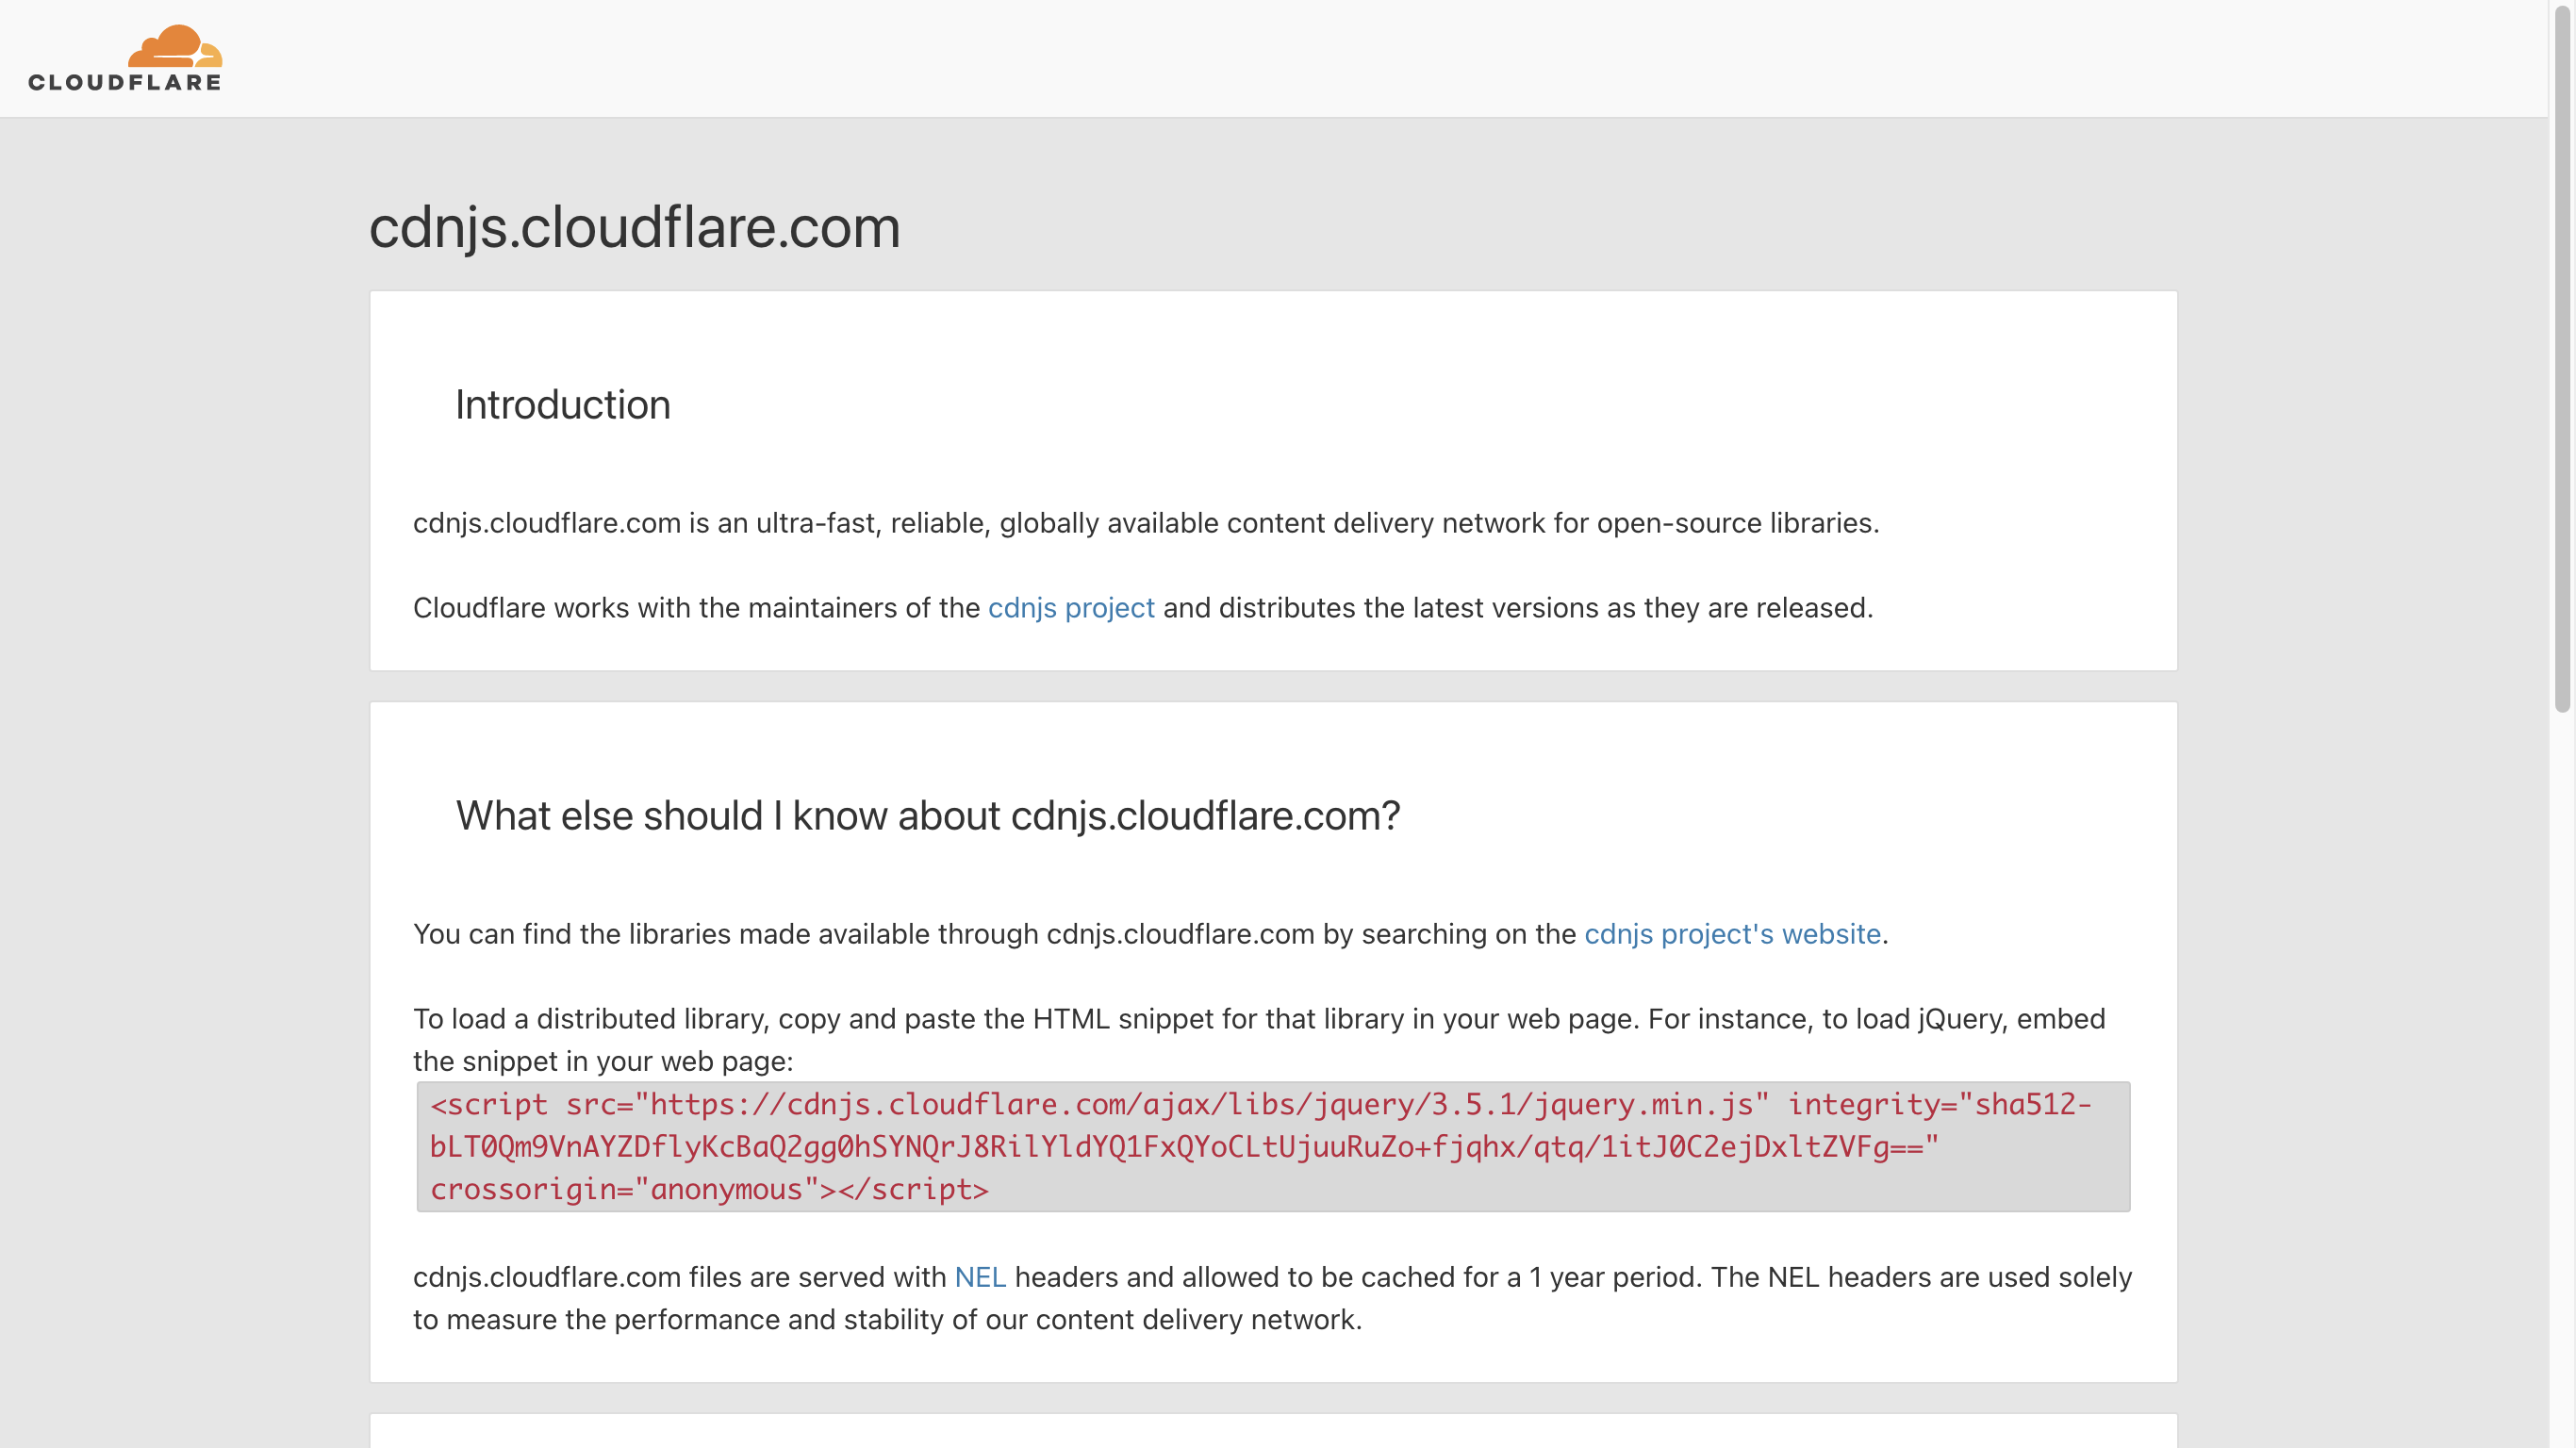 CLOUDFLARE
cdnjs.cloudflare.com
Introduction
cdnjs.cloudflare.com is an ultra-fast, reliable, globally available content delivery network for open-source libraries.
Cloudflare works with the maintainers of the cdnjs project and distributes the latest versions as they are released.
What else should I know about cdnjs.cloudflare.com?
You can find the libraries made available through cdnjs.cloudflare.com by searching on the cdnjs project's website.
To load a distributed library, copy and paste the HTML snippet for that library in your web page. For instance, to load jQuery, embed
the snippet in your web page:
<script src="https://cdnjs.cloudflare.com/ajax/libs/jquery/3.5.1/jquery.min.js" integrity="sha512-
bLT0Qm9VnAYZDflyKcBaQ2gg0hSYNQrJ8RilYldYQ1FxQYoCLtUjuuRuZo+fjqhx/qtq/1itJ0C2ejDxltZVFg=="
crossorigin="anonymous"></script>
cdnjs.cloudflare.com files are served with NEL headers and allowed to be cached for a 1 year period. The NEL headers are used solely
to measure the performance and stability of our content delivery network.